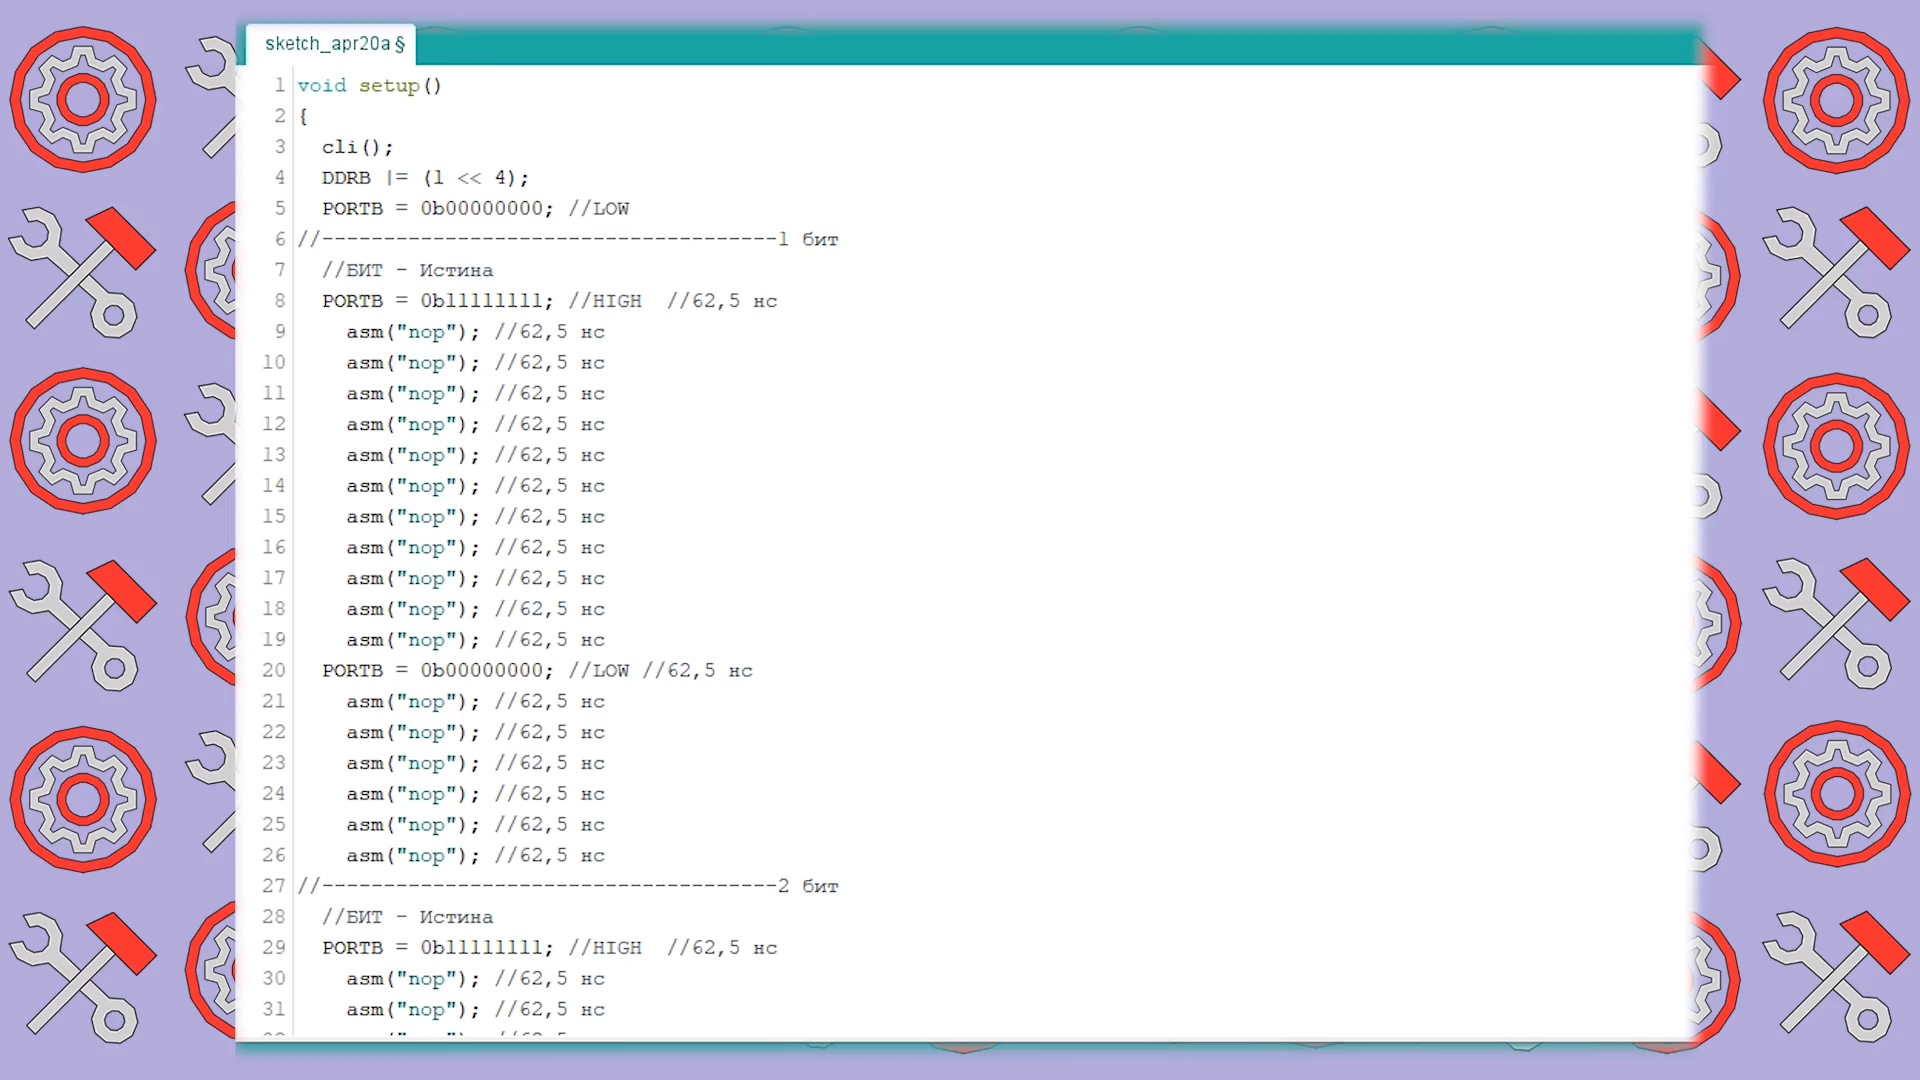 sketch_apr20a §
1 void setup()
2 {
3 cli();
4 DDRB |= (1 << 4);
5 PORTB = 0b00000000; //LOW
6 //-------------------------------------1 бит
7 //БИТ - Истина
8 PORTB = 0b11111111; //HIGH //62,5 нс
9 asm("nop"); //62,5 нс
10 asm("nop"); //62,5 нс
11 asm("nop"); //62,5 нс
12 asm("nop"); //62,5 нс
13 asm("nop"); //62,5 нс
14 asm("nop"); //62,5 нс
15 asm("nop"); //62,5 нс
16 asm("nop"); //62,5 нс
17 asm("nop"); //62,5 нс
18 asm("nop"); //62,5 нс
19 asm("nop"); //62,5 нс
20 PORTB = 0b00000000; //LOW //62,5 нс
21 asm("nop"); //62,5 нс
22 asm("nop"); //62,5 нс
23 asm("nop"); //62,5 нс
24 asm("nop"); //62,5 нс
25 asm("nop"); //62,5 нс
26 asm("nop"); //62,5 нс
27 //-------------------------------------2 бит
28 //БИТ - Истина
29 PORTB = 0b11111111; //HIGH //62,5 нс
30 asm("nop"); //62,5 нс
31 asm("nop"); //62,5 нс